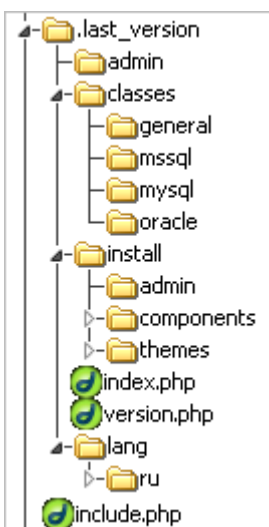 .last_version
admin
classes
general
mssql
mysql
oracle
install
admin
components
themes
index.php
version.php
lang
ru
include.php